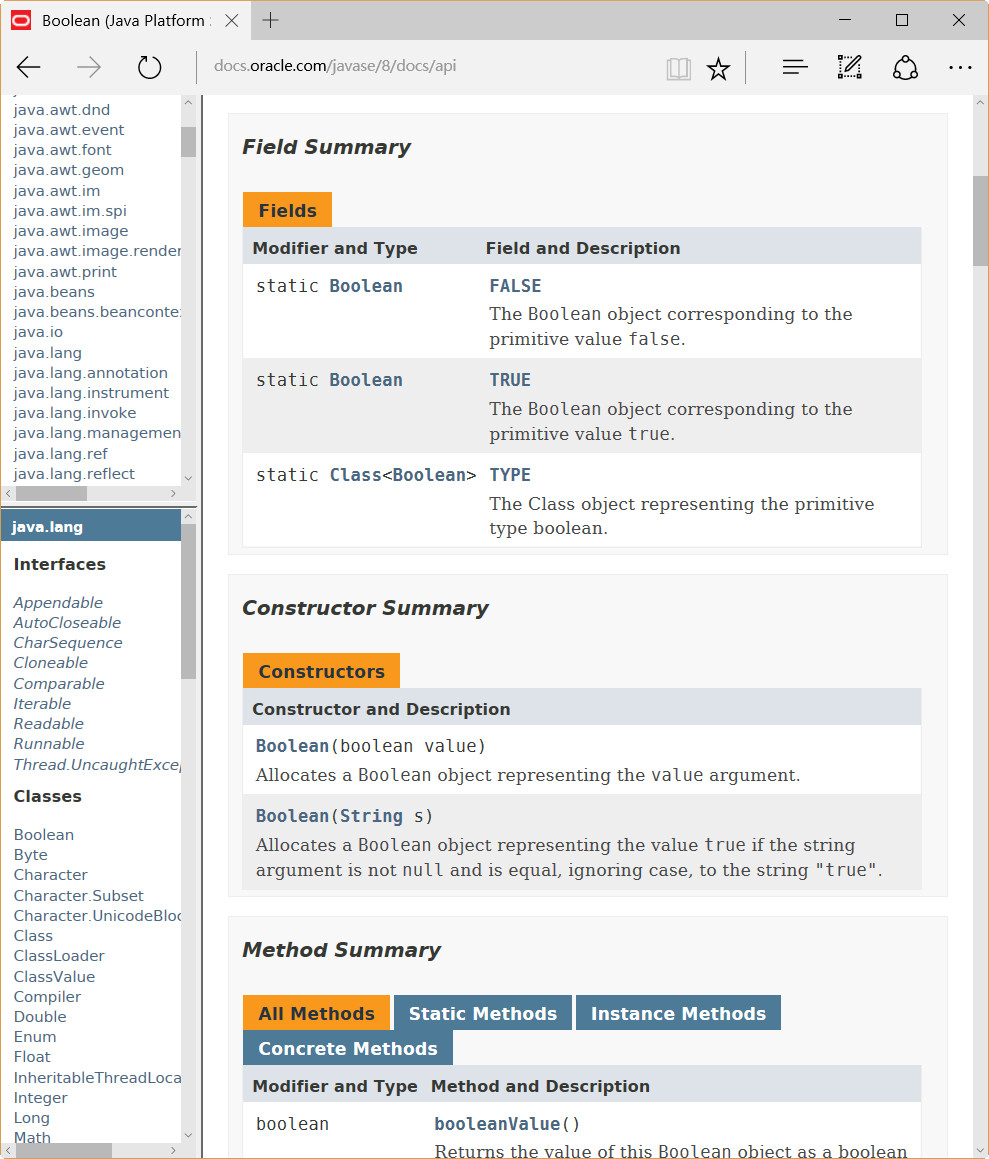 Boolean (Java Platform
docs.oracle.com/javase/8/docs/api
java.awt.dnd
java.awt.event
java.awt.font
java.awt.geom
java.awt.im
java.awt.im.spi
java.awt.image
java.awt.image.render
java.awt.print
java.beans
java.beans.beanconte
java.io
java.lang
java.lang.annotation
java.lang.instrument
java.lang.invoke
java.lang.managemen
java.lang.ref
java.lang.reflect
java.lang
Interfaces
Appendable
AutoCloseable
CharSequence
Cloneable
Comparable
Iterable
Readable
Runnable
Thread.UncaughtExce
Classes
Boolean
Byte
Character
Character.Subset
Character.UnicodeBloc
Class
ClassLoader
ClassValue
Compiler
Double
Enum
Float
InheritableThreadLoca
Integer
Long
Math
Field Summary
Fields
Modifier and Type Field and Description
static Boolean FALSE
The Boolean object corresponding to the
primitive value false.
static Boolean TRUE
The Boolean object corresponding to the
primitive value true.
static Class<Boolean> TYPE
The Class object representing the primitive
type boolean.
Constructor Summary
Constructors
Constructor and Description
Boolean(boolean value)
Allocates a Boolean object representing the value argument.
Boolean(String s)
Allocates a Boolean object representing the value true if the string
argument is not null and is equal, ignoring case, to the string "true".
Method Summary
All Methods Static Methods Instance Methods
Concrete Methods
Modifier and Type Method and Description
boolean booleanValue()
Returns the value of this Boolean object as a boolean